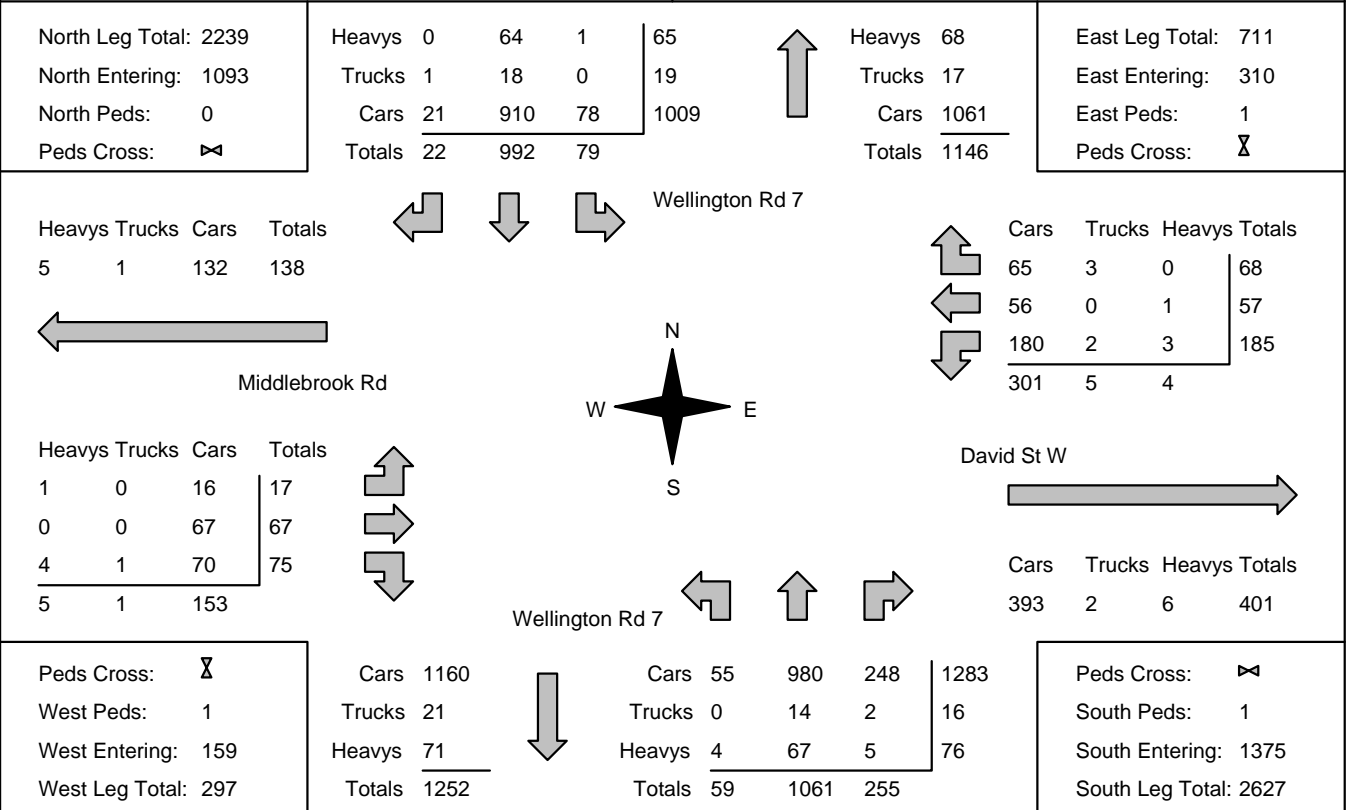 North Leg Total: 2239
North Entering: 1093
North Peds: 0
Peds Cross:
Heavys 0 64 1 65
Trucks 1 18 0 19
Cars 21 910 78 1009
Totals 22 992 79
Heavys 68
Trucks 17
Cars 1061
Totals 1146
East Leg Total: 711
East Entering: 310
East Peds: 1
Peds Cross:
Wellington Rd 7
Heavys Trucks Cars Totals
5 1 132 138
Cars Trucks Heavys Totals
65 3 0 68
56 0 1 57
180 2 3 185
301 5 4
Middlebrook Rd
N
W E
S
Heavys Trucks Cars Totals
1 0 16 17
0 0 67 67
4 1 70 75
5 1 153
David St W
Cars Trucks Heavys Totals
393 2 6 401
Wellington Rd 7
Peds Cross:
West Peds: 1
West Entering: 159
West Leg Total: 297
Cars 1160
Trucks 21
Heavys 71
Totals 1252
Cars 55 980 248 1283
Trucks 0 14 2 16
Heavys 4 67 5 76
Totals 59 1061 255
Peds Cross:
South Peds: 1
South Entering: 1375
South Leg Total: 2627